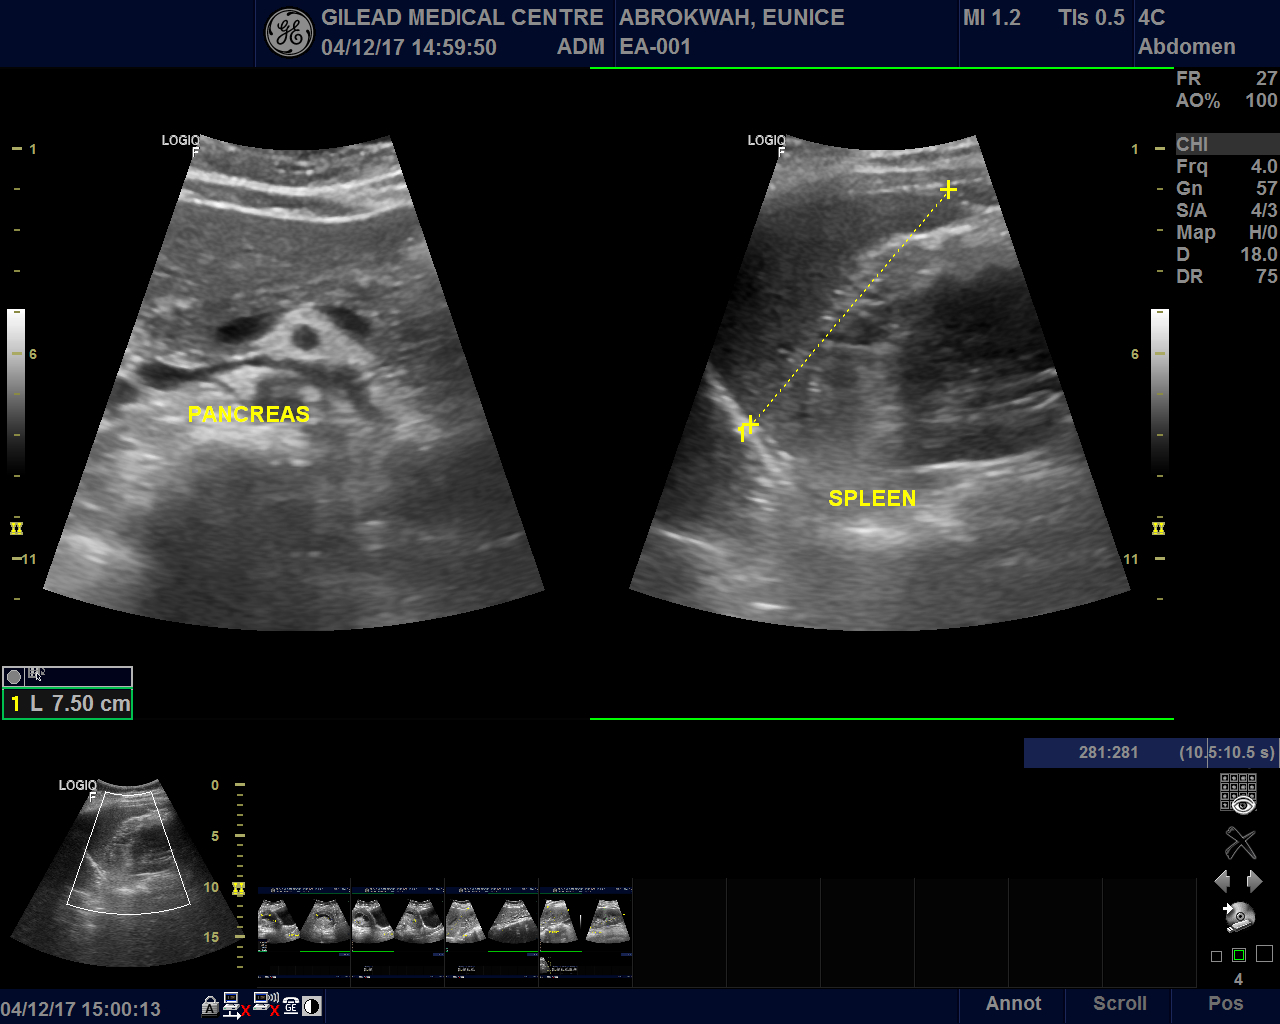 GILEAD MEDICAL CENTRE
04/12/17 14:59:50 ADM
ABROKWAH, EUNICE
EA-001
MI 1.2 TIs 0.5
4C
Abdomen
FR 27
AO% 100
CHI
Frq 4.0
Gn 57
S/A 4/3
Map H/0
D 18.0
DR 75
LOGIQ
F
1
6
11
PANCREAS
LOGIQ
F
1
6
11
SPLEEN
1 L 7.50 cm
281:281 (10.5:10.5 s)
LOGIQ
F
0
5
10
15
4
04/12/17 15:00:13
A
GE
Annot Scroll Pos